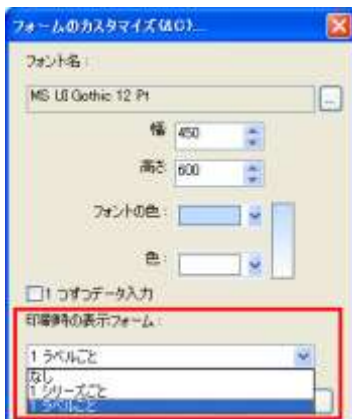 フォームのカスタマイズ(&C)...
フォント名:
MS UI Gothic 12 Pt
...
幅 450
高さ 600
フォントの色:
色:
1 つずつデータ入力
印刷時の表示フォーム:
1 ラベルごと
なし
1 シリーズごと
1 ラベルごと